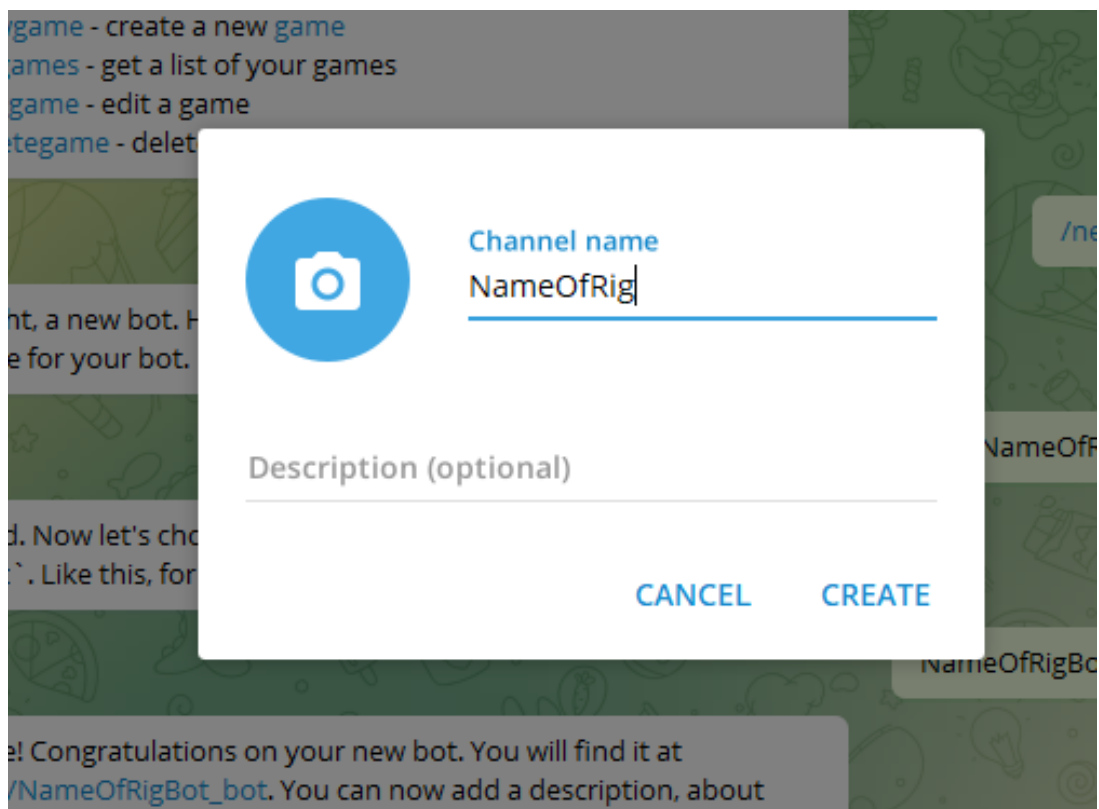 ygame - create a new game
games - get a list of your games
game - edit a game
etegame - delet
/ne
Channel name
NameOfRig
ht, a new bot. H
e for your bot.
NameOfR
Description (optional)
d. Now let's cho
`. Like this, for
CANCEL
CREATE
NameOfRigBo
e! Congratulations on your new bot. You will find it at
/NameOfRigBot_bot. You can now add a description, about